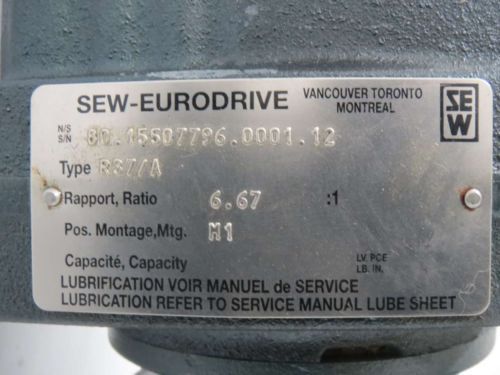 SEW-EURODRIVE VANCOUVER TORONTO MONTREAL
SEW
N/S S/N 80.15507796.0001.12
Type R37/A
Rapport, Ratio 6.67 :1
Pos. Montage,Mtg. M1
Capacité, Capacity LV. PCE LB. IN.
LUBRIFICATION VOIR MANUEL de SERVICE
LUBRICATION REFER TO SERVICE MANUAL LUBE SHEET